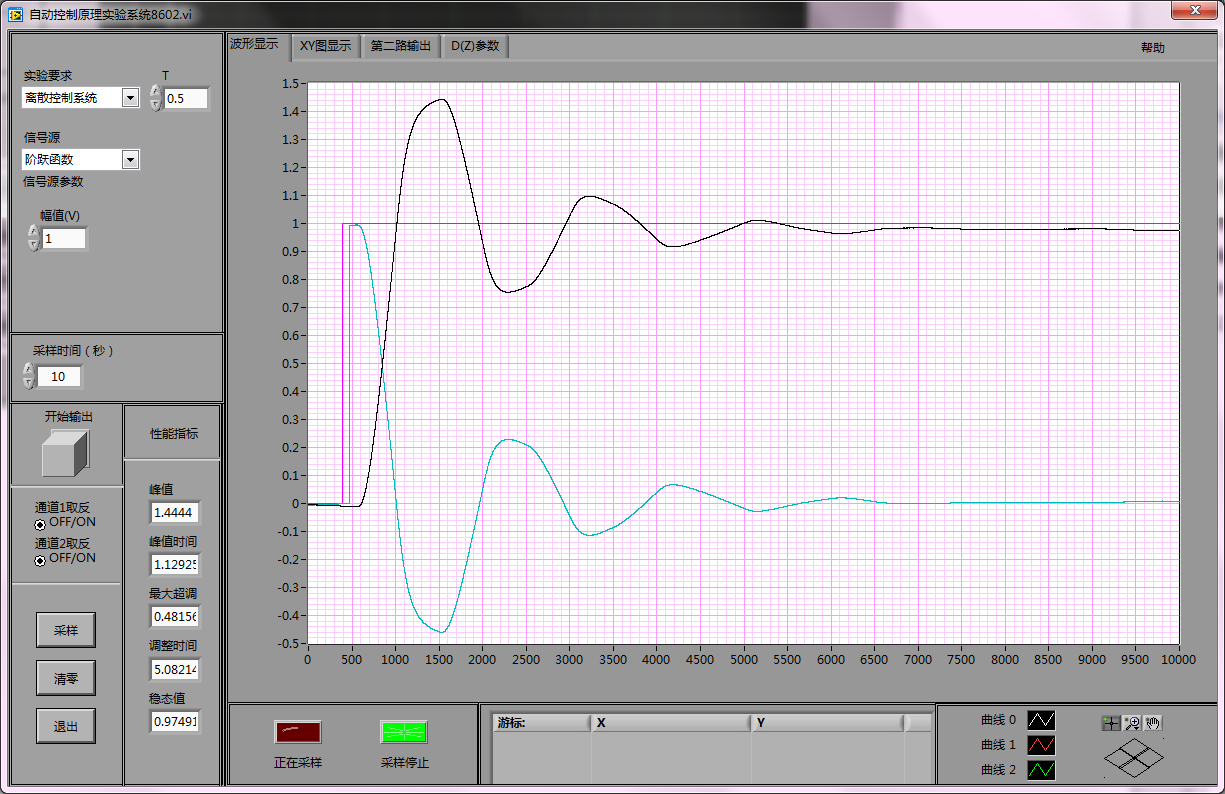 自动控制原理实验系统8602.vi
波形显示 XY图显示 第二路输出 D(Z)参数 帮助
实验要求 T
离散控制系统 0.5
信号源
阶跃函数
信号源参数
幅值(V)
1
采样时间（秒）
10
开始输出
通道1取反
OFF/ON
通道2取反
OFF/ON
采样
清零
退出
性能指标
峰值
1.4444
峰值时间
1.12925
最大超调
0.48156
调整时间
5.08214
稳态值
0.97491
1.5
1.4
1.3
1.2
1.1
1
0.9
0.8
0.7
0.6
0.5
0.4
0.3
0.2
0.1
0
-0.1
-0.2
-0.3
-0.4
-0.5
0 500 1000 1500 2000 2500 3000 3500 4000 4500 5000 5500 6000 6500 7000 7500 8000 8500 9000 9500 10000
正在采样 采样停止
游标: X Y
曲线 0
曲线 1
曲线 2